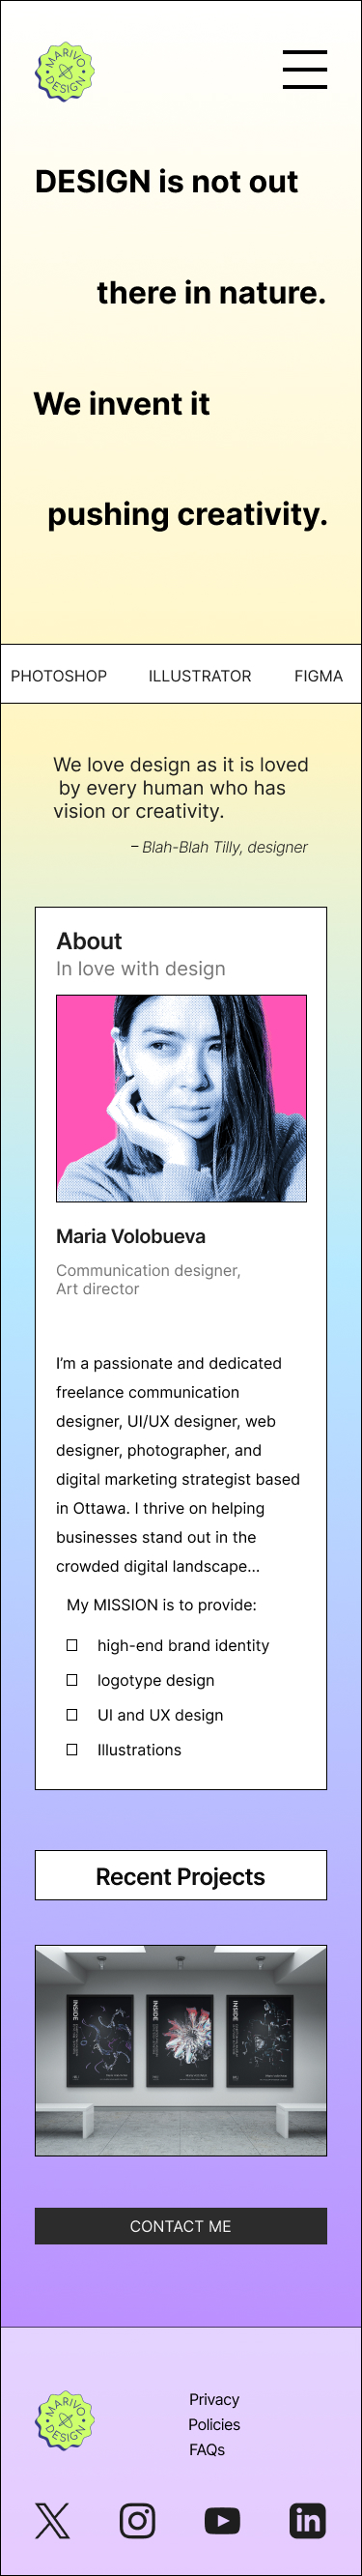 MARIVO
DESIGN
DESIGN is not out
there in nature.
We invent it
pushing creativity.
PHOTOSHOP ILLUSTRATOR FIGMA
We love design as it is loved
by every human who has
vision or creativity.
– Blah-Blah Tilly, designer
About
In love with design
Maria Volobueva
Communication designer,
Art director
I'm a passionate and dedicated
freelance communication
designer, UI/UX designer, web
designer, photographer, and
digital marketing strategist based
in Ottawa. I thrive on helping
businesses stand out in the
crowded digital landscape...
My MISSION is to provide:
high-end brand identity
logotype design
UI and UX design
Illustrations
Recent Projects
INSIDE
INSIDE
INSIDE
CONTACT ME
MARIVO
DESIGN
Privacy
Policies
FAQs